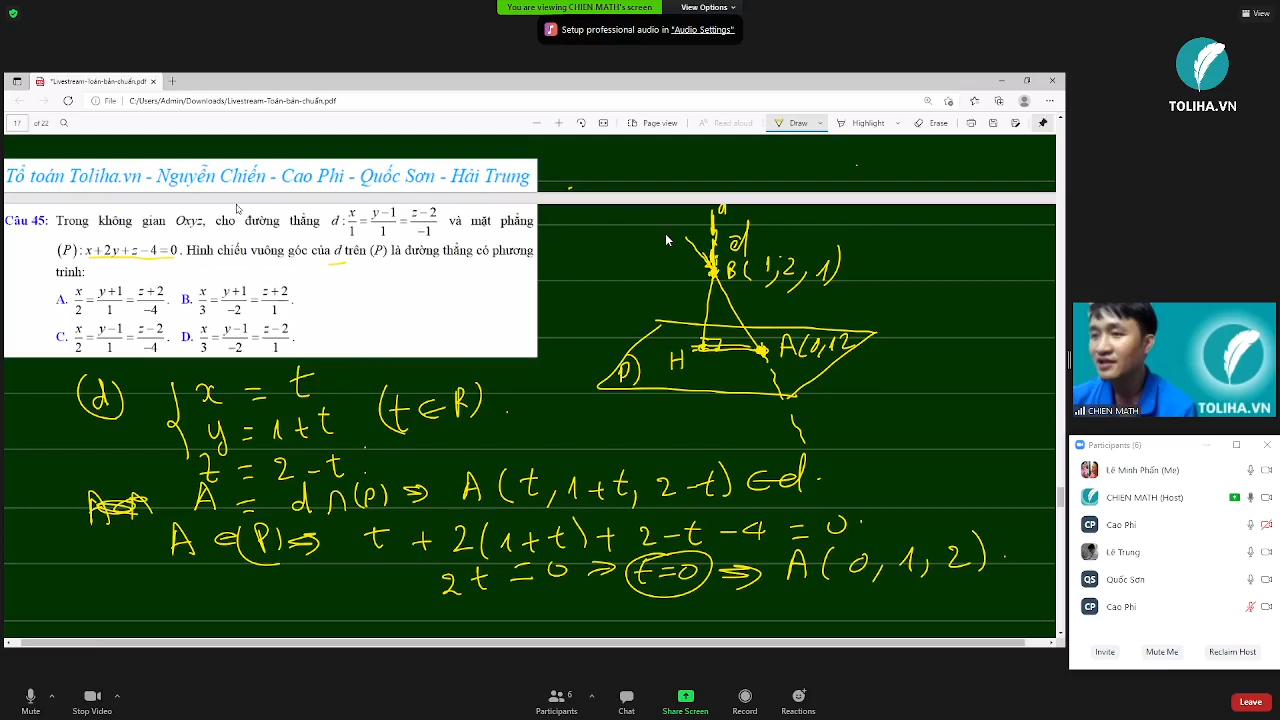 You are viewing CHIEN MATH's screen
View Options
View
Setup professional audio in "Audio Settings"
TOLIHA.VN
*Livestream-Toán-bản-chuẩn.pdf
File
C:/Users/Admin/Downloads/Livestream-Toán-bản-chuẩn.pdf
17 of 22
Page view
Read aloud
Draw
Highlight
Erase
Tổ toán Toliha.vn - Nguyễn Chiến - Cao Phi - Quốc Sơn - Hải Trung
Câu 45: Trong không gian Oxyz, cho đường thẳng d: x/1 = (y−1)/1 = (z−2)/−1 và mặt phẳng
(P): x+2y+z−4=0. Hình chiếu vuông góc của d trên (P) là đường thẳng có phương
trình:
A. x/2 = (y+1)/1 = (z+2)/−4. B. x/3 = (y+1)/−2 = (z+2)/1.
C. x/2 = (y−1)/1 = (z−2)/−4. D. x/3 = (y−1)/−2 = (z−2)/1.
d
B(1;2,1)
A(0,12
H
P)
(d) { x = t
y = 1+t (t ∈ R).
z = 2-t.
A = d∩(P) ⇒ A(t, 1+t, 2-t) ∈ d.
A ∈ (P) ⇔ t + 2(1+t) + 2-t-4 = 0.
2t = 0 ⇒ t=0 ⇒ A(0,1,2).
TOLIHA.VN
CHIEN MATH
Participants (6)
Lê Minh Phấn (Me)
CHIEN MATH (Host)
CP Cao Phi
Lê Trung
QS Quốc Sơn
CP Cao Phi
Invite
Mute Me
Reclaim Host
Mute
Stop Video
6
Participants
Chat
Share Screen
Record
Reactions
Leave